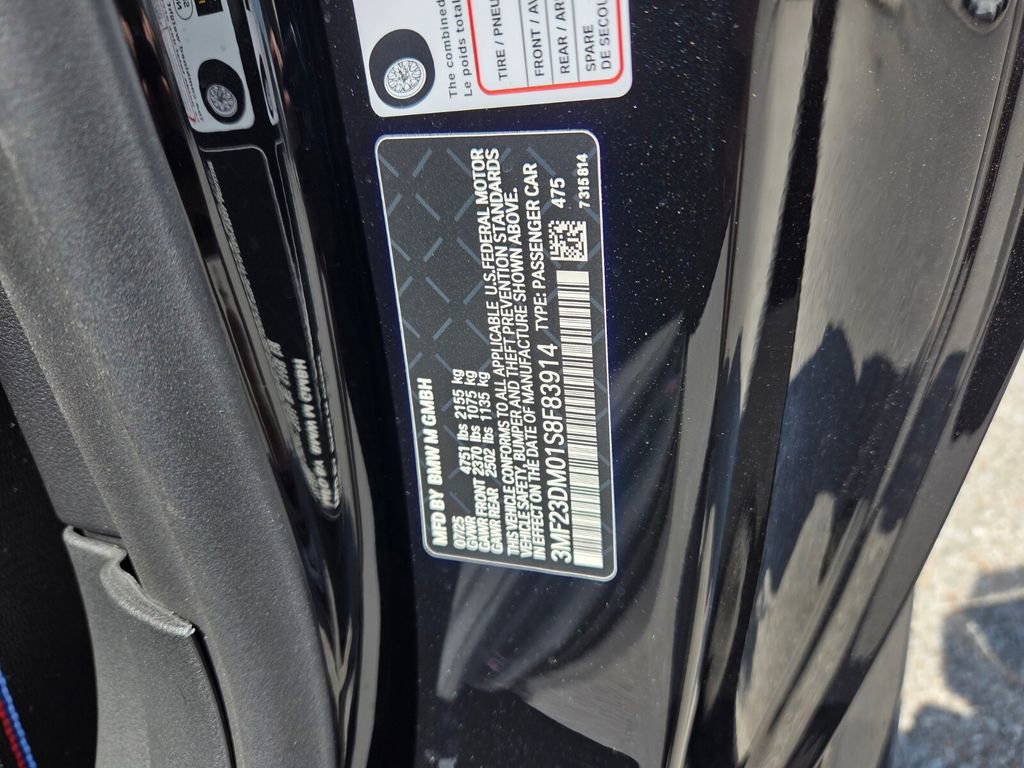 The combined
Le poids total
TIRE / PNEU
FRONT / AV
REAR / AR
SPARE
DE SECOU
MFD BY BMW M GMBH
07/25
GVWR 4751 lbs 2155 kg
GAWR FRONT 2370 lbs 1075 kg
GAWR REAR 2502 lbs 1135 kg
THIS VEHICLE CONFORMS TO ALL APPLICABLE U.S.FEDERAL MOTOR
VEHICLE SAFETY, BUMPER AND THEFT PREVENTION STANDARDS
IN EFFECT ON THE DATE OF MANUFACTURE SHOWN ABOVE.
3MF23DM01S8F83914 TYPE: PASSENGER CAR
475
7 315 814